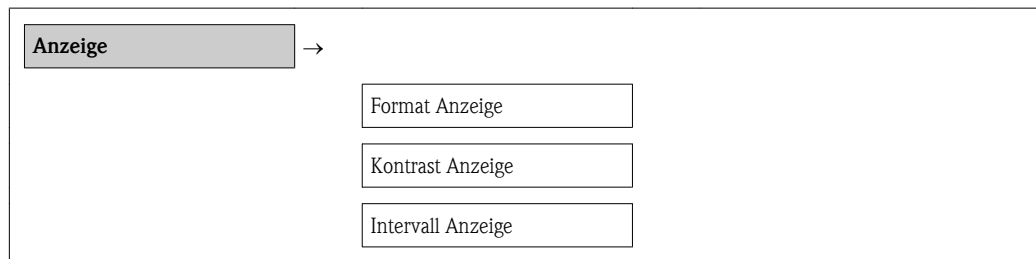 Anzeige →
Format Anzeige
Kontrast Anzeige
Intervall Anzeige